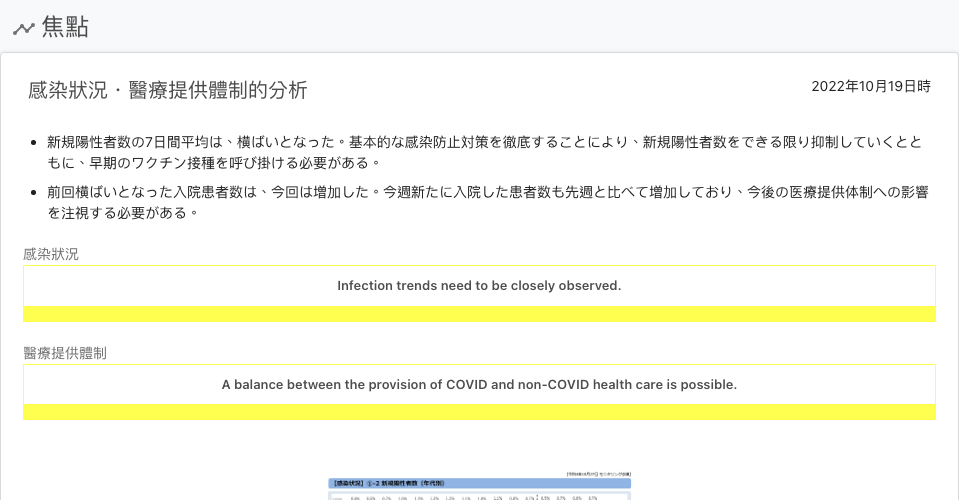 焦點
感染狀況・醫療提供體制的分析
2022年10月19日時
新規陽性者数の7日間平均は、横ばいとなった。基本的な感染防止対策を徹底することにより、新規陽性者数をできる限り抑制していくとと
もに、早期のワクチン接種を呼び掛ける必要がある。
前回横ばいとなった入院患者数は、今回は増加した。今週新たに入院した患者数も先週と比べて増加しており、今後の医療提供体制への影響
を注視する必要がある。
感染狀況
Infection trends need to be closely observed.
醫療提供體制
A balance between the provision of COVID and non-COVID health care is possible.
【感染状況】①-2 新規陽性者数（年代別）